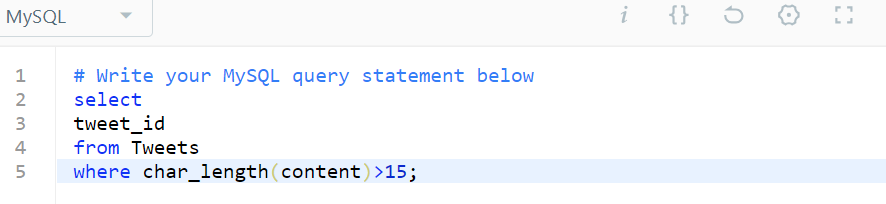 MySQL
i {}
1 # Write your MySQL query statement below
2 select
3 tweet_id
4 from Tweets
5 where char_length(content)>15;